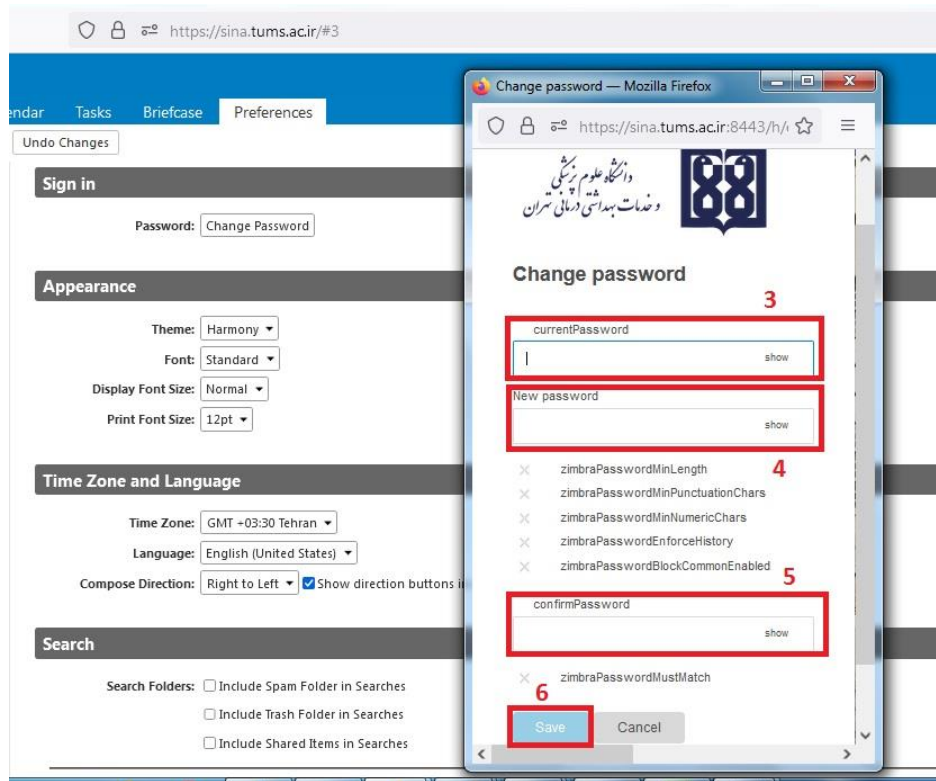 https://sina.tums.ac.ir/#3
endar Tasks Briefcase Preferences
Undo Changes
Sign in
Password: Change Password
Appearance
Theme: Harmony
Font: Standard
Display Font Size: Normal
Print Font Size: 12pt
Time Zone and Language
Time Zone: GMT +03:30 Tehran
Language: English (United States)
Compose Direction: Right to Left Show direction buttons i
Search
Search Folders: Include Spam Folder in Searches
Include Trash Folder in Searches
Include Shared Items in Searches
Change password — Mozilla Firefox
https://sina.tums.ac.ir:8443/h/
دانشگاه علوم پزشکی
و خدمات بهداشتی درمانی تهران
Change password
3
currentPassword
show
New password
show
4
zimbraPasswordMinLength
zimbraPasswordMinPunctuationChars
zimbraPasswordMinNumericChars
zimbraPasswordEnforceHistory
zimbraPasswordBlockCommonEnabled
5
confirmPassword
show
zimbraPasswordMustMatch
6
Save Cancel